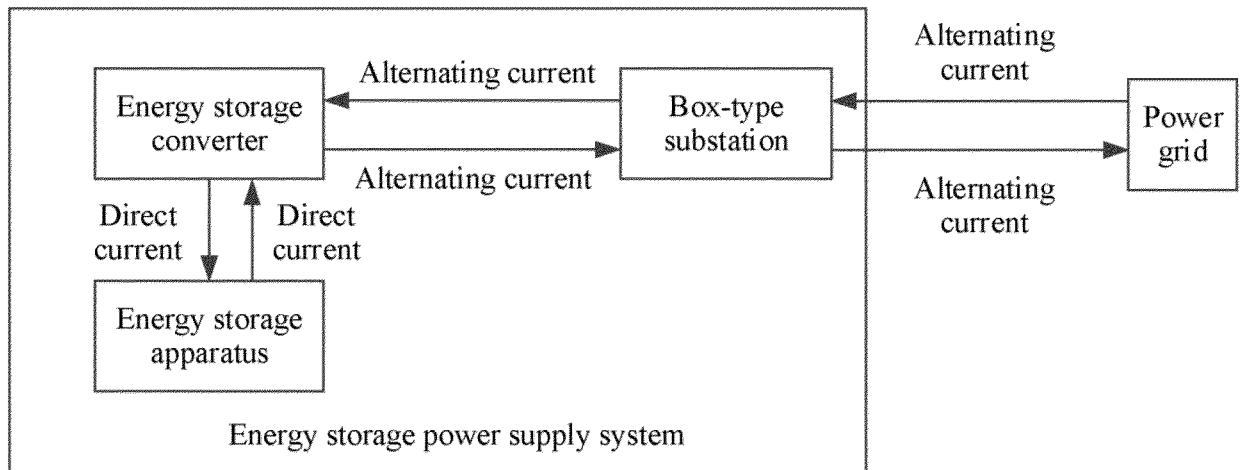 Alternating
current
Alternating current
Energy storage
converter
Box-type
substation
Power
grid
Alternating current
Alternating
current
Direct
current
Direct
current
Energy storage
apparatus
Energy storage power supply system